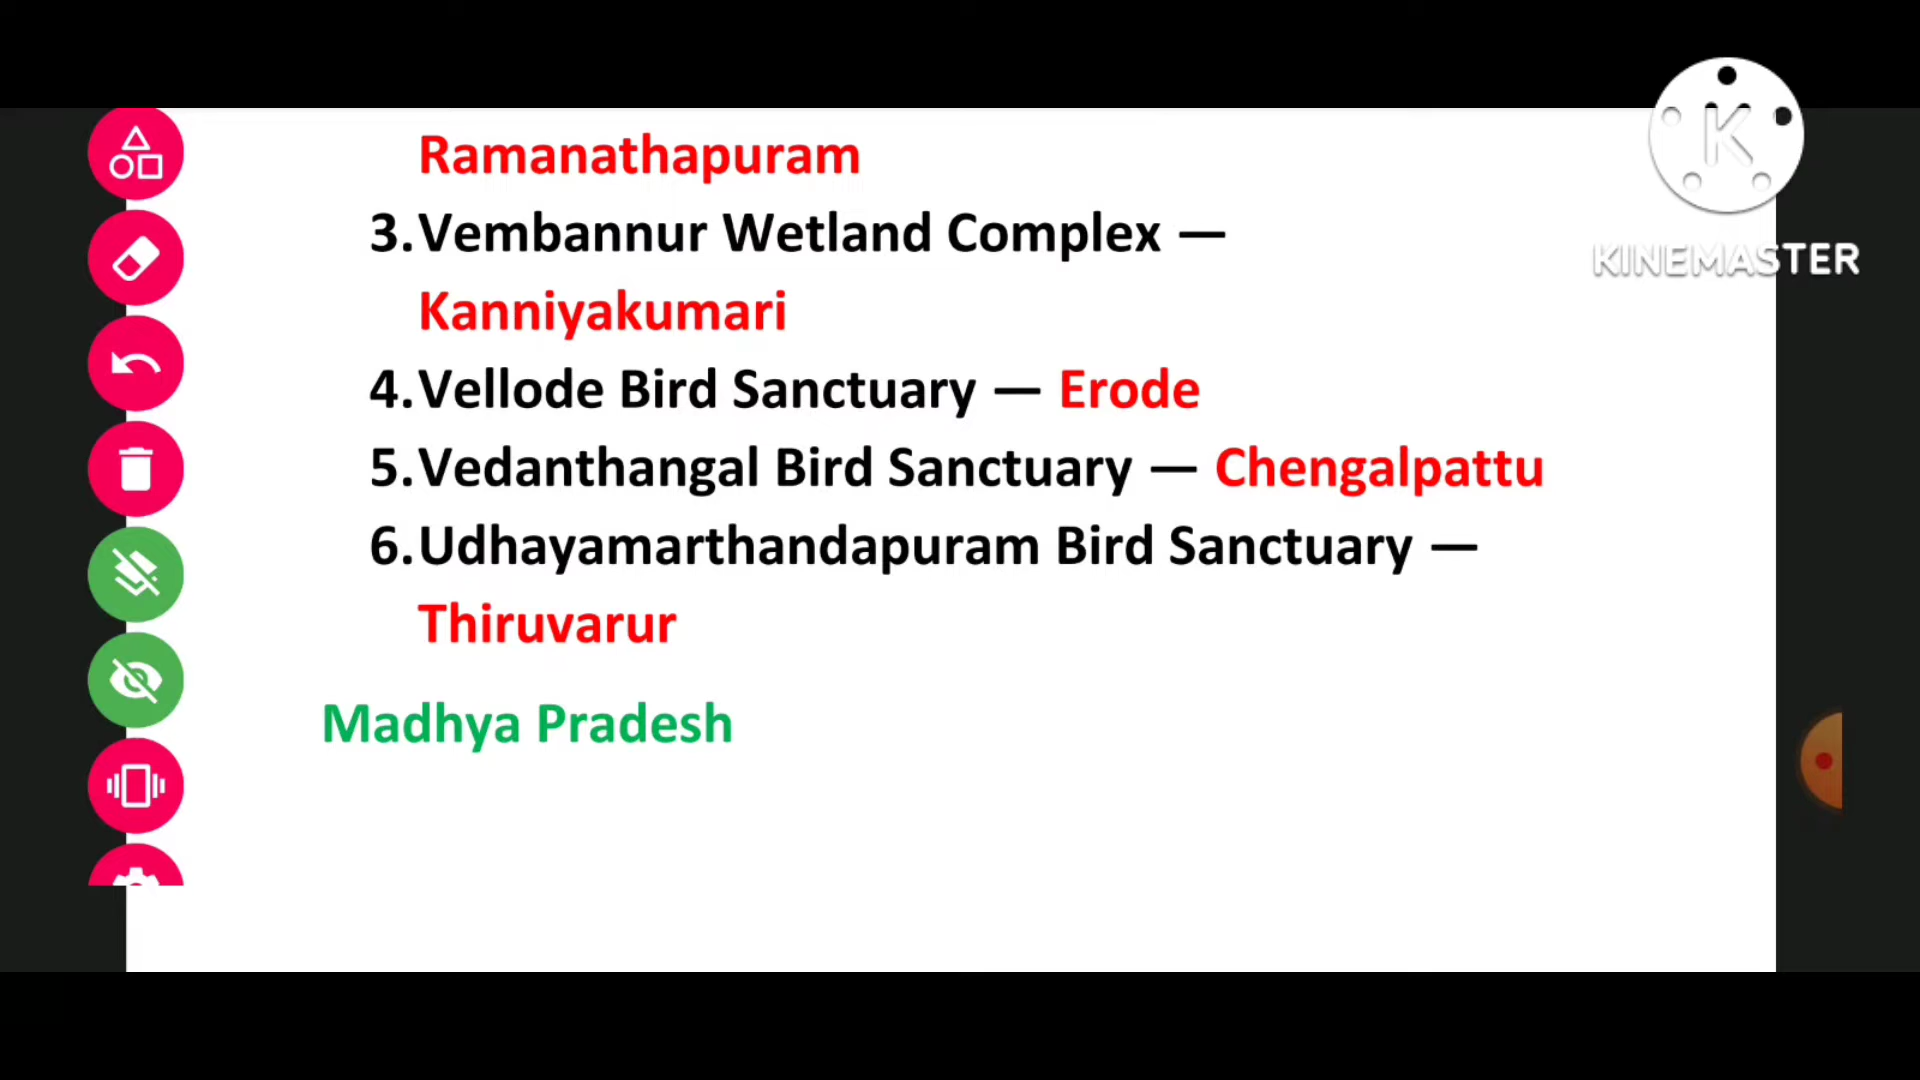 Ramanathapuram
3. Vembannur Wetland Complex —
Kanniyakumari
4. Vellode Bird Sanctuary — Erode
5. Vedanthangal Bird Sanctuary — Chengalpattu
6. Udhayamarthandapuram Bird Sanctuary —
Thiruvarur
Madhya Pradesh
K
KINEMASTER